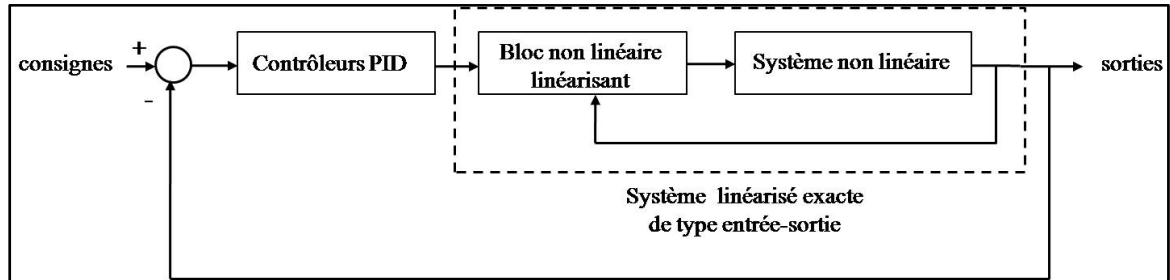 consignes
+
-
Contrôleurs PID
Bloc non linéaire
linéarisant
Système non linéaire
sorties
Système linéarisé exacte
de type entrée-sortie